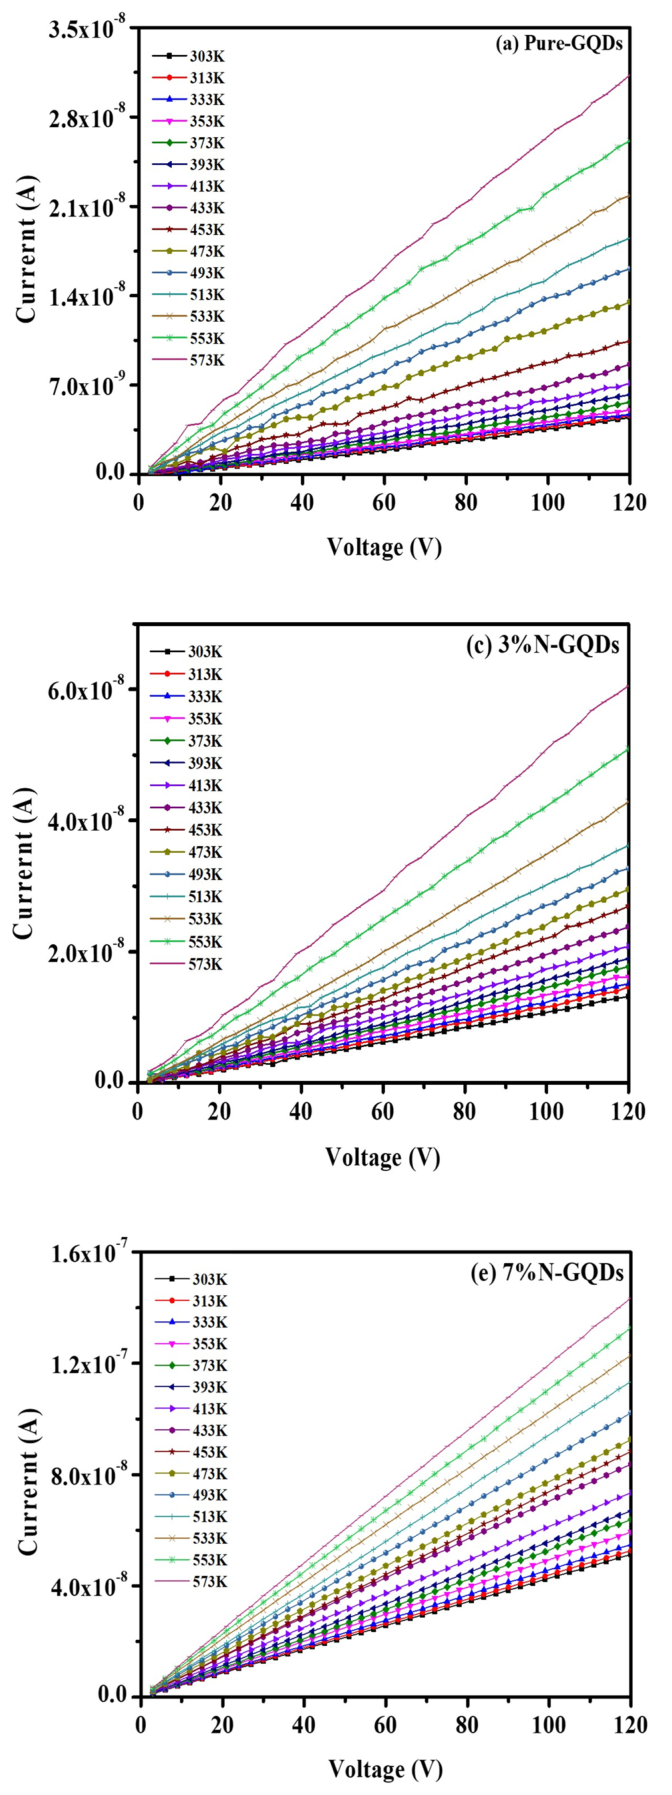 3.5x10-8
(a) Pure-GQDs
303K
313K
333K
353K
373K
393K
413K
433K
453K
473K
493K
513K
533K
553K
573K
2.8x10-8
2.1x10-8
1.4x10-8
7.0x10-9
0.0
Currernt (A)
0 20 40 60 80 100 120
Voltage (V)
(c) 3%N-GQDs
303K
313K
333K
353K
373K
393K
413K
433K
453K
473K
493K
513K
533K
553K
573K
6.0x10-8
4.0x10-8
2.0x10-8
0.0
Currernt (A)
0 20 40 60 80 100 120
Voltage (V)
1.6x10-7
(e) 7%N-GQDs
303K
313K
333K
353K
373K
393K
413K
433K
453K
473K
493K
513K
533K
553K
573K
1.2x10-7
8.0x10-8
4.0x10-8
0.0
Currernt (A)
0 20 40 60 80 100 120
Voltage (V)